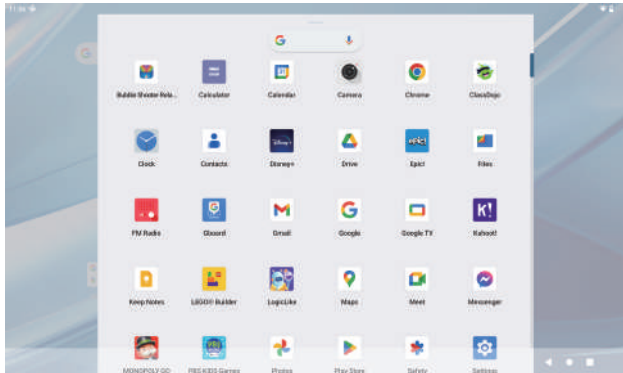 Bubble Shooter Rela... Calculator Calendar Camera Chrome ClassDojo
Clock Contacts Disney+ Drive Epic! Files
FM Radio Gboard Gmail Google Google TV Kahoot!
Keep Notes LEGO® Builder LogicLike Maps Meet Messenger
MONOPOLY GO PBS KIDS Games Photos Play Store Safety Settings